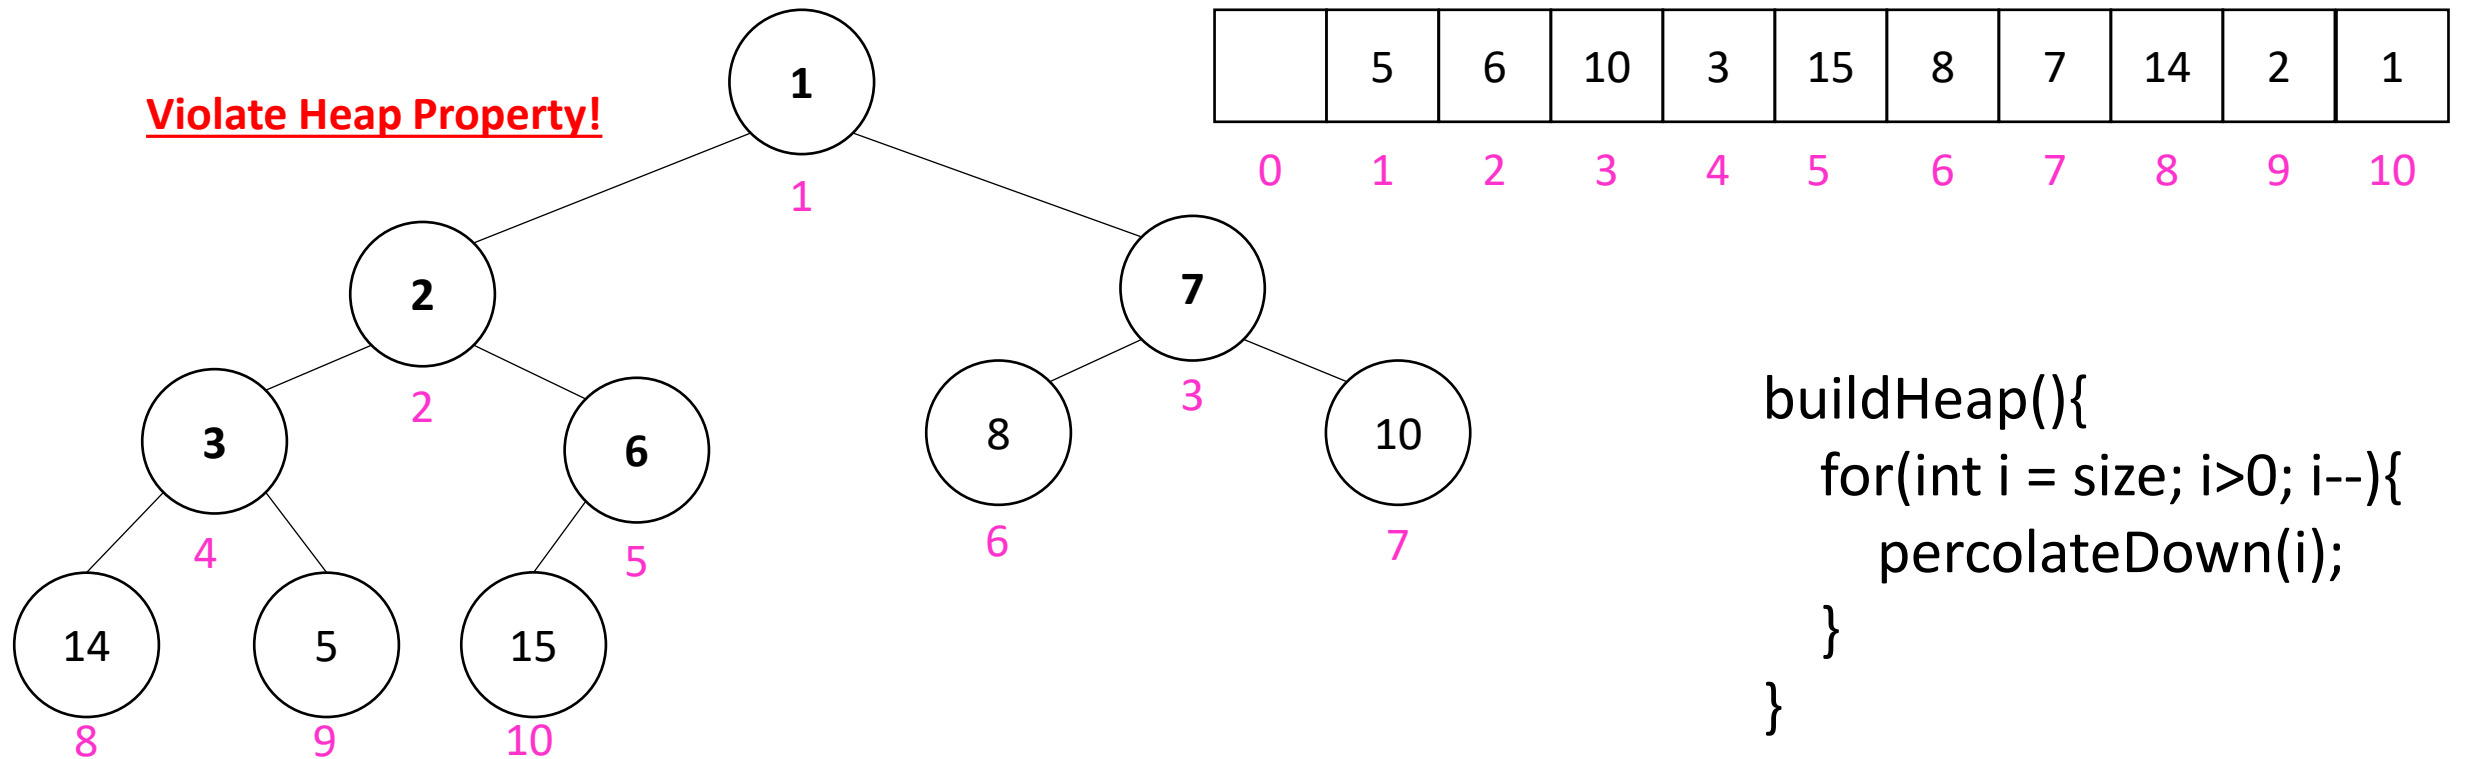 Violate Heap Property!
5 6 10 3 15 8 7 14 2 1
0 1 2 3 4 5 6 7 8 9 10
1
1
2 7
2 3
3 6 8 10
4 5 6 7
14 5 15
8 9 10
buildHeap(){
for(int i = size; i>0; i--){
percolateDown(i);
}
}